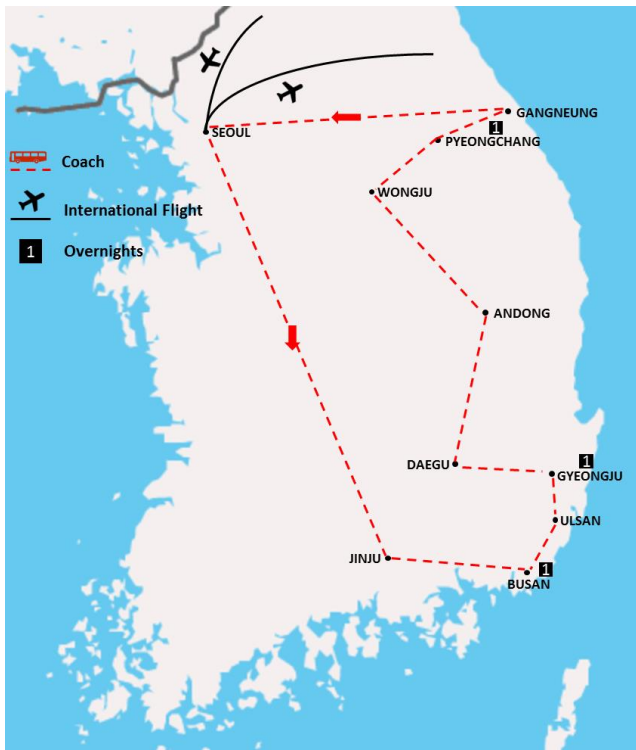 GANGNEUNG
SEOUL
1
PYEONGCHANG
Coach
WONGJU
International Flight
1 Overnights
ANDONG
DAEGU
1
GYEONGJU
ULSAN
JINJU
1
BUSAN